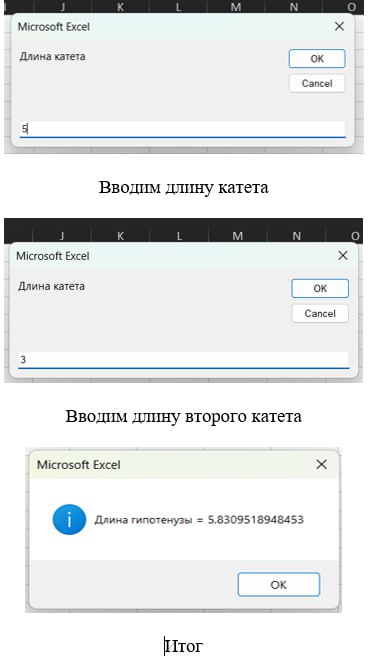 J K L M N O
Microsoft Excel
Длина катета
OK
Cancel
5
Вводим длину катета
J K L M N O
Microsoft Excel
Длина катета
OK
Cancel
3
Вводим длину второго катета
Microsoft Excel
Длина гипотенузы = 5,8309518948453
OK
Итог